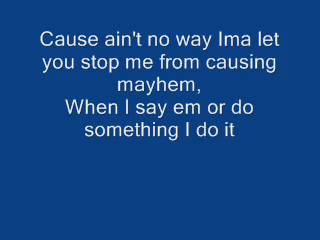 Cause ain't no way Ima let
you stop me from causing
mayhem,
When I say em or do
something I do it